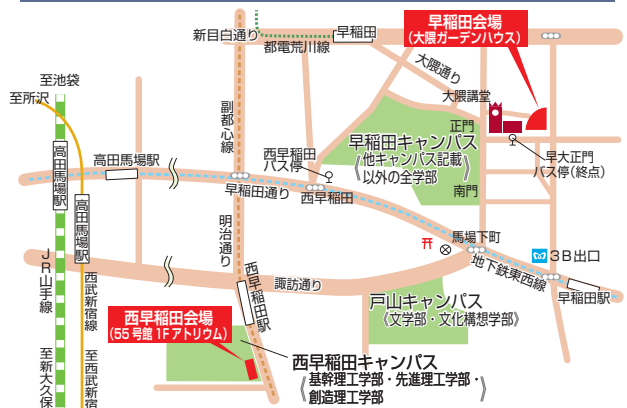 早稲田会場
(大隈ガーデンハウス)
新目白通り
早稲田
都電荒川線
大隈通り
至池袋
至所沢
大隈講堂
副都心線
正門
早稲田キャンパス
《他キャンパス記載
以外の全学部》
早大正門
バス停(終点)
高田馬場駅
高田馬場駅
高田馬場駅
西早稲田
バス停
早稲田通り
西早稲田
南門
明治通り
馬場下町
3B出口
地下鉄東西線
早稲田駅
JR山手線
西武新宿線
西早稲田駅
諏訪通り
戸山キャンパス
《文学部・文化構想学部》
西早稲田会場
(55号館1Fアトリウム)
西早稲田キャンパス
《基幹理工学部・先進理工学部・
創造理工学部》
至新大久保
至西武新宿